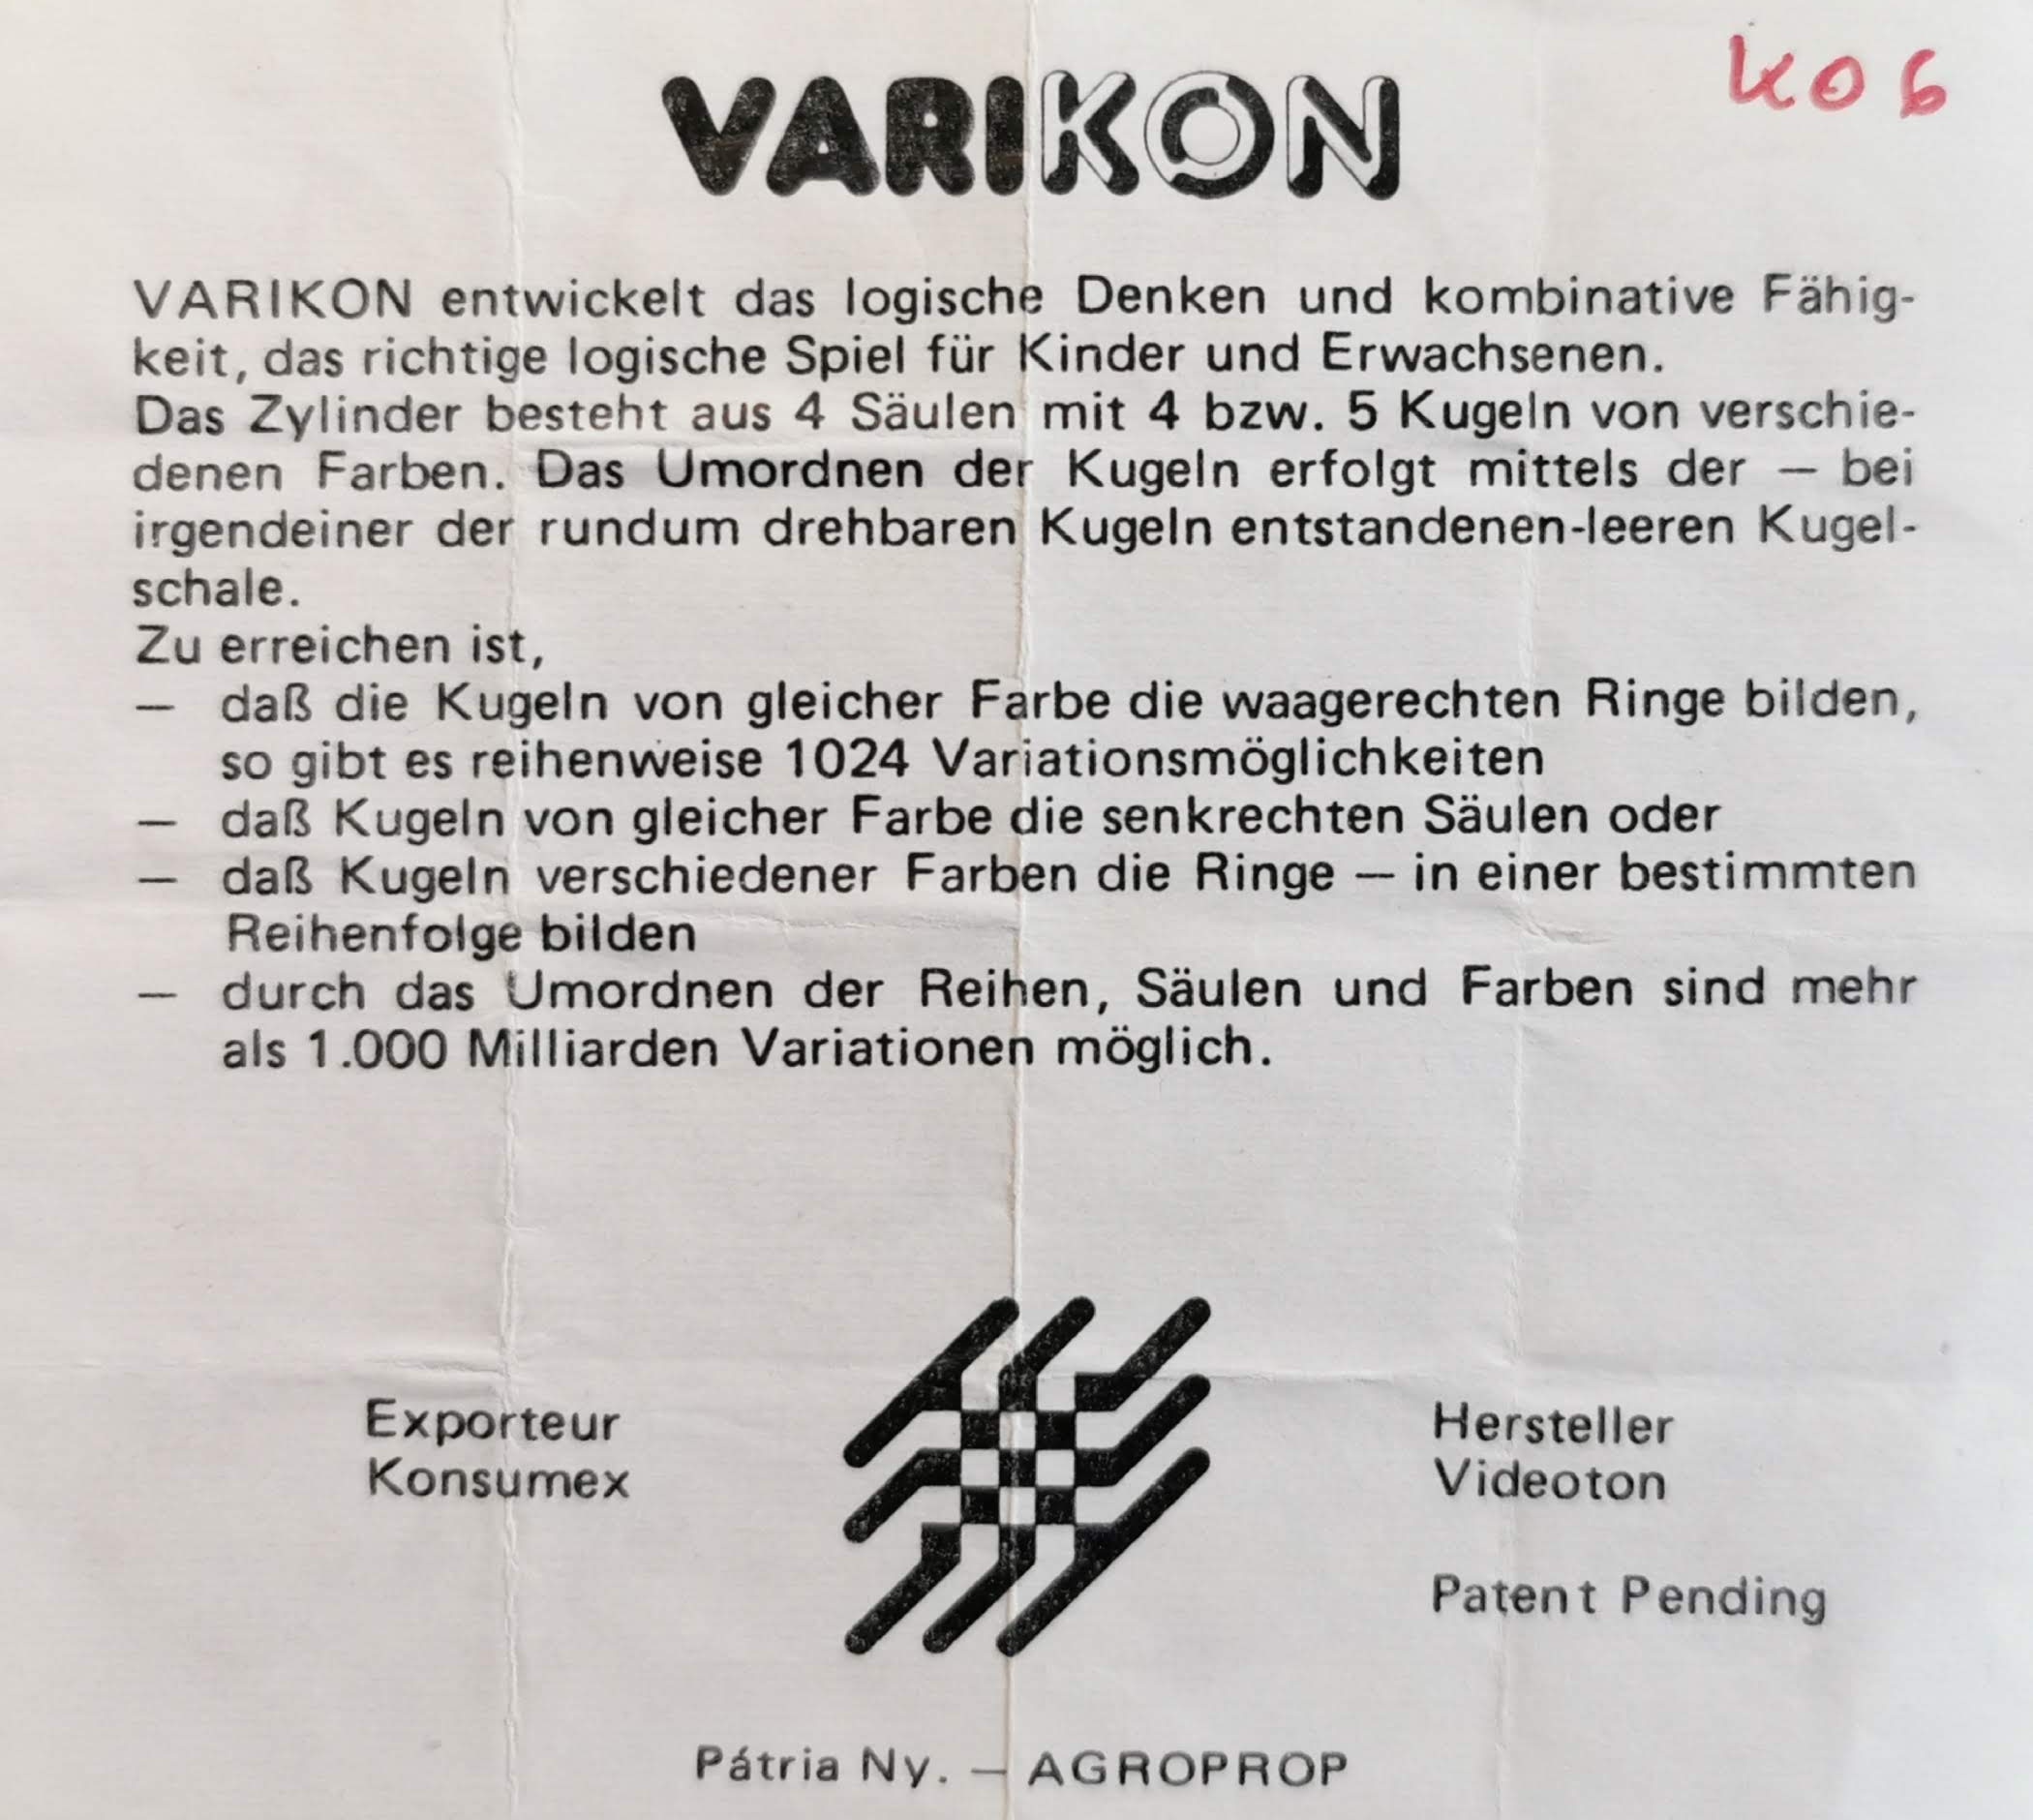 VARIKON
K06
VARIKON entwickelt das logische Denken und kombinative Fähig-
keit, das richtige logische Spiel für Kinder und Erwachsenen.
Das Zylinder besteht aus 4 Säulen mit 4 bzw. 5 Kugeln von verschie-
denen Farben. Das Umordnen der Kugeln erfolgt mittels der — bei
irgendeiner der rundum drehbaren Kugeln entstandenen-leeren Kugel-
schale.
Zu erreichen ist,
— daß die Kugeln von gleicher Farbe die waagerechten Ringe bilden,
so gibt es reihenweise 1024 Variationsmöglichkeiten
— daß Kugeln von gleicher Farbe die senkrechten Säulen oder
— daß Kugeln verschiedener Farben die Ringe — in einer bestimmten
Reihenfolge bilden
— durch das Umordnen der Reihen, Säulen und Farben sind mehr
als 1.000 Milliarden Variationen möglich.
Exporteur
Konsumex
Hersteller
Videoton
Patent Pending
Pátria Ny. — AGROPROP